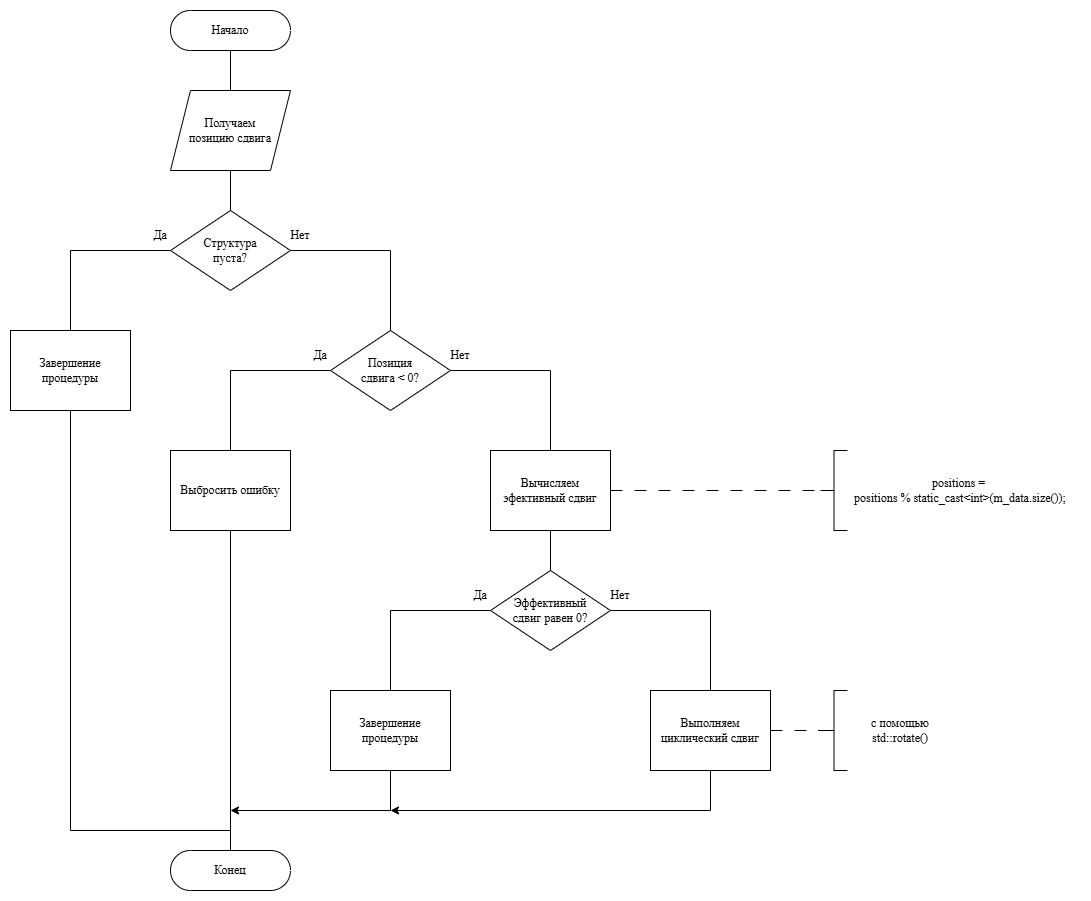 Начало
Получаем
позицию сдвига
Да
Нет
Структура
пуста?
Завершение
процедуры
Да
Нет
Позиция
сдвига < 0?
Выбросить ошибку
Вычисляем
эфективный сдвиг
positions =
positions % static_cast<int>(m_data.size());
Да
Нет
Эффективный
сдвиг равен 0?
Завершение
процедуры
Выполняем
циклический сдвиг
с помощью
std::rotate()
Конец